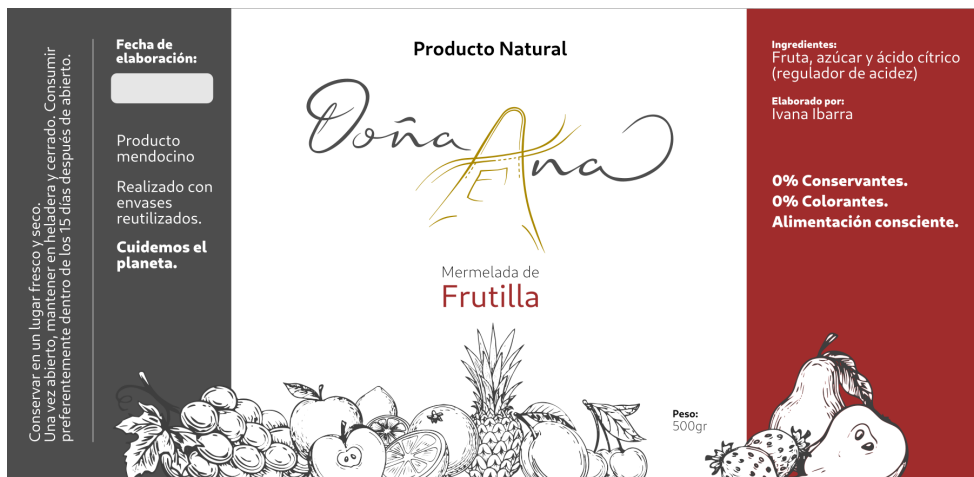 Conservar en un lugar fresco y seco.
Una vez abierto, mantener en heladera y cerrado. Consumir
preferentemente dentro de los 15 días después de abierto.
Fecha de
elaboración:
Producto
mendocino
Realizado con
envases
reutilizados.
Cuidemos el
planeta.
Producto Natural
Doña Ana
Mermelada de
Frutilla
Peso:
500gr
Ingredientes:
Fruta, azúcar y ácido cítrico
(regulador de acidez)
Elaborado por:
Ivana Ibarra
0% Conservantes.
0% Colorantes.
Alimentación consciente.